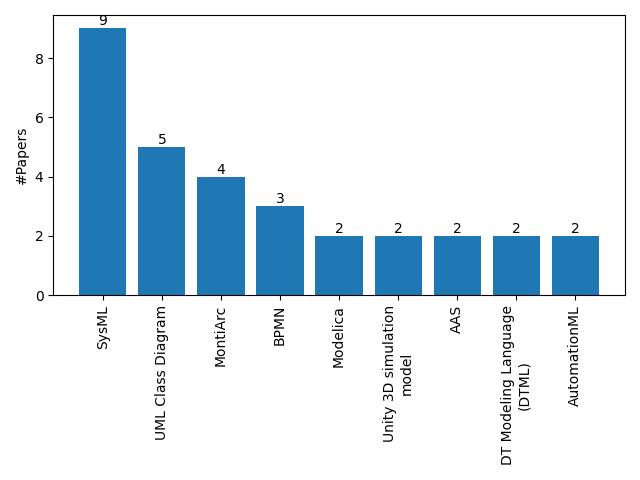 #Papers
8
6
4
2
0
9
5
4
3
2
2
2
2
2
SysML
UML Class Diagram
MontiArc
BPMN
Modelica
Unity 3D simulation
model
AAS
DT Modeling Language
(DTML)
AutomationML